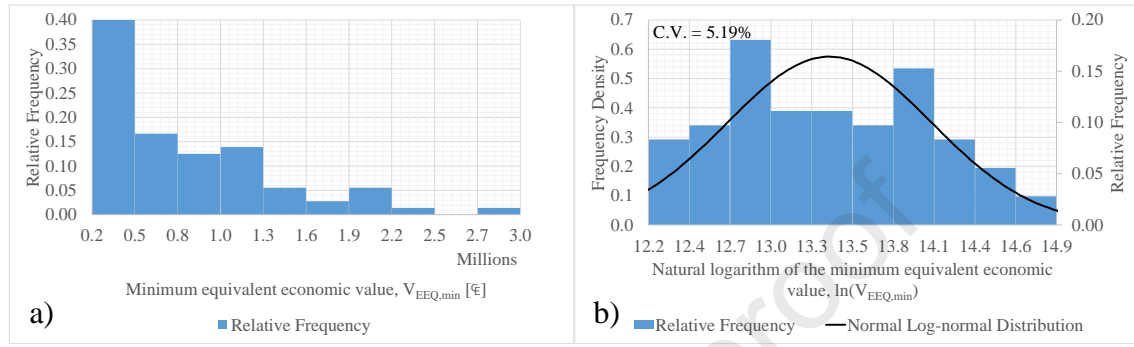 0.40
0.35
0.30
0.25
0.20
0.15
0.10
0.05
0.00
Relative Frequency
0.2 0.5 0.8 1.0 1.3 1.6 1.9 2.2 2.5 2.7 3.0
Millions
Minimum equivalent economic value, V_EEQ,min [₠]
a)
Relative Frequency
C.V. = 5.19%
0.7
0.6
0.5
0.4
0.3
0.2
0.1
0.0
Frequency Density
0.20
0.15
0.10
0.05
0.00
Relative Frequency
12.2 12.4 12.7 13.0 13.3 13.5 13.8 14.1 14.4 14.6 14.9
Natural logarithm of the minimum equivalent economic
value, ln(V_EEQ,min)
b)
Relative Frequency Normal Log-normal Distribution
proof